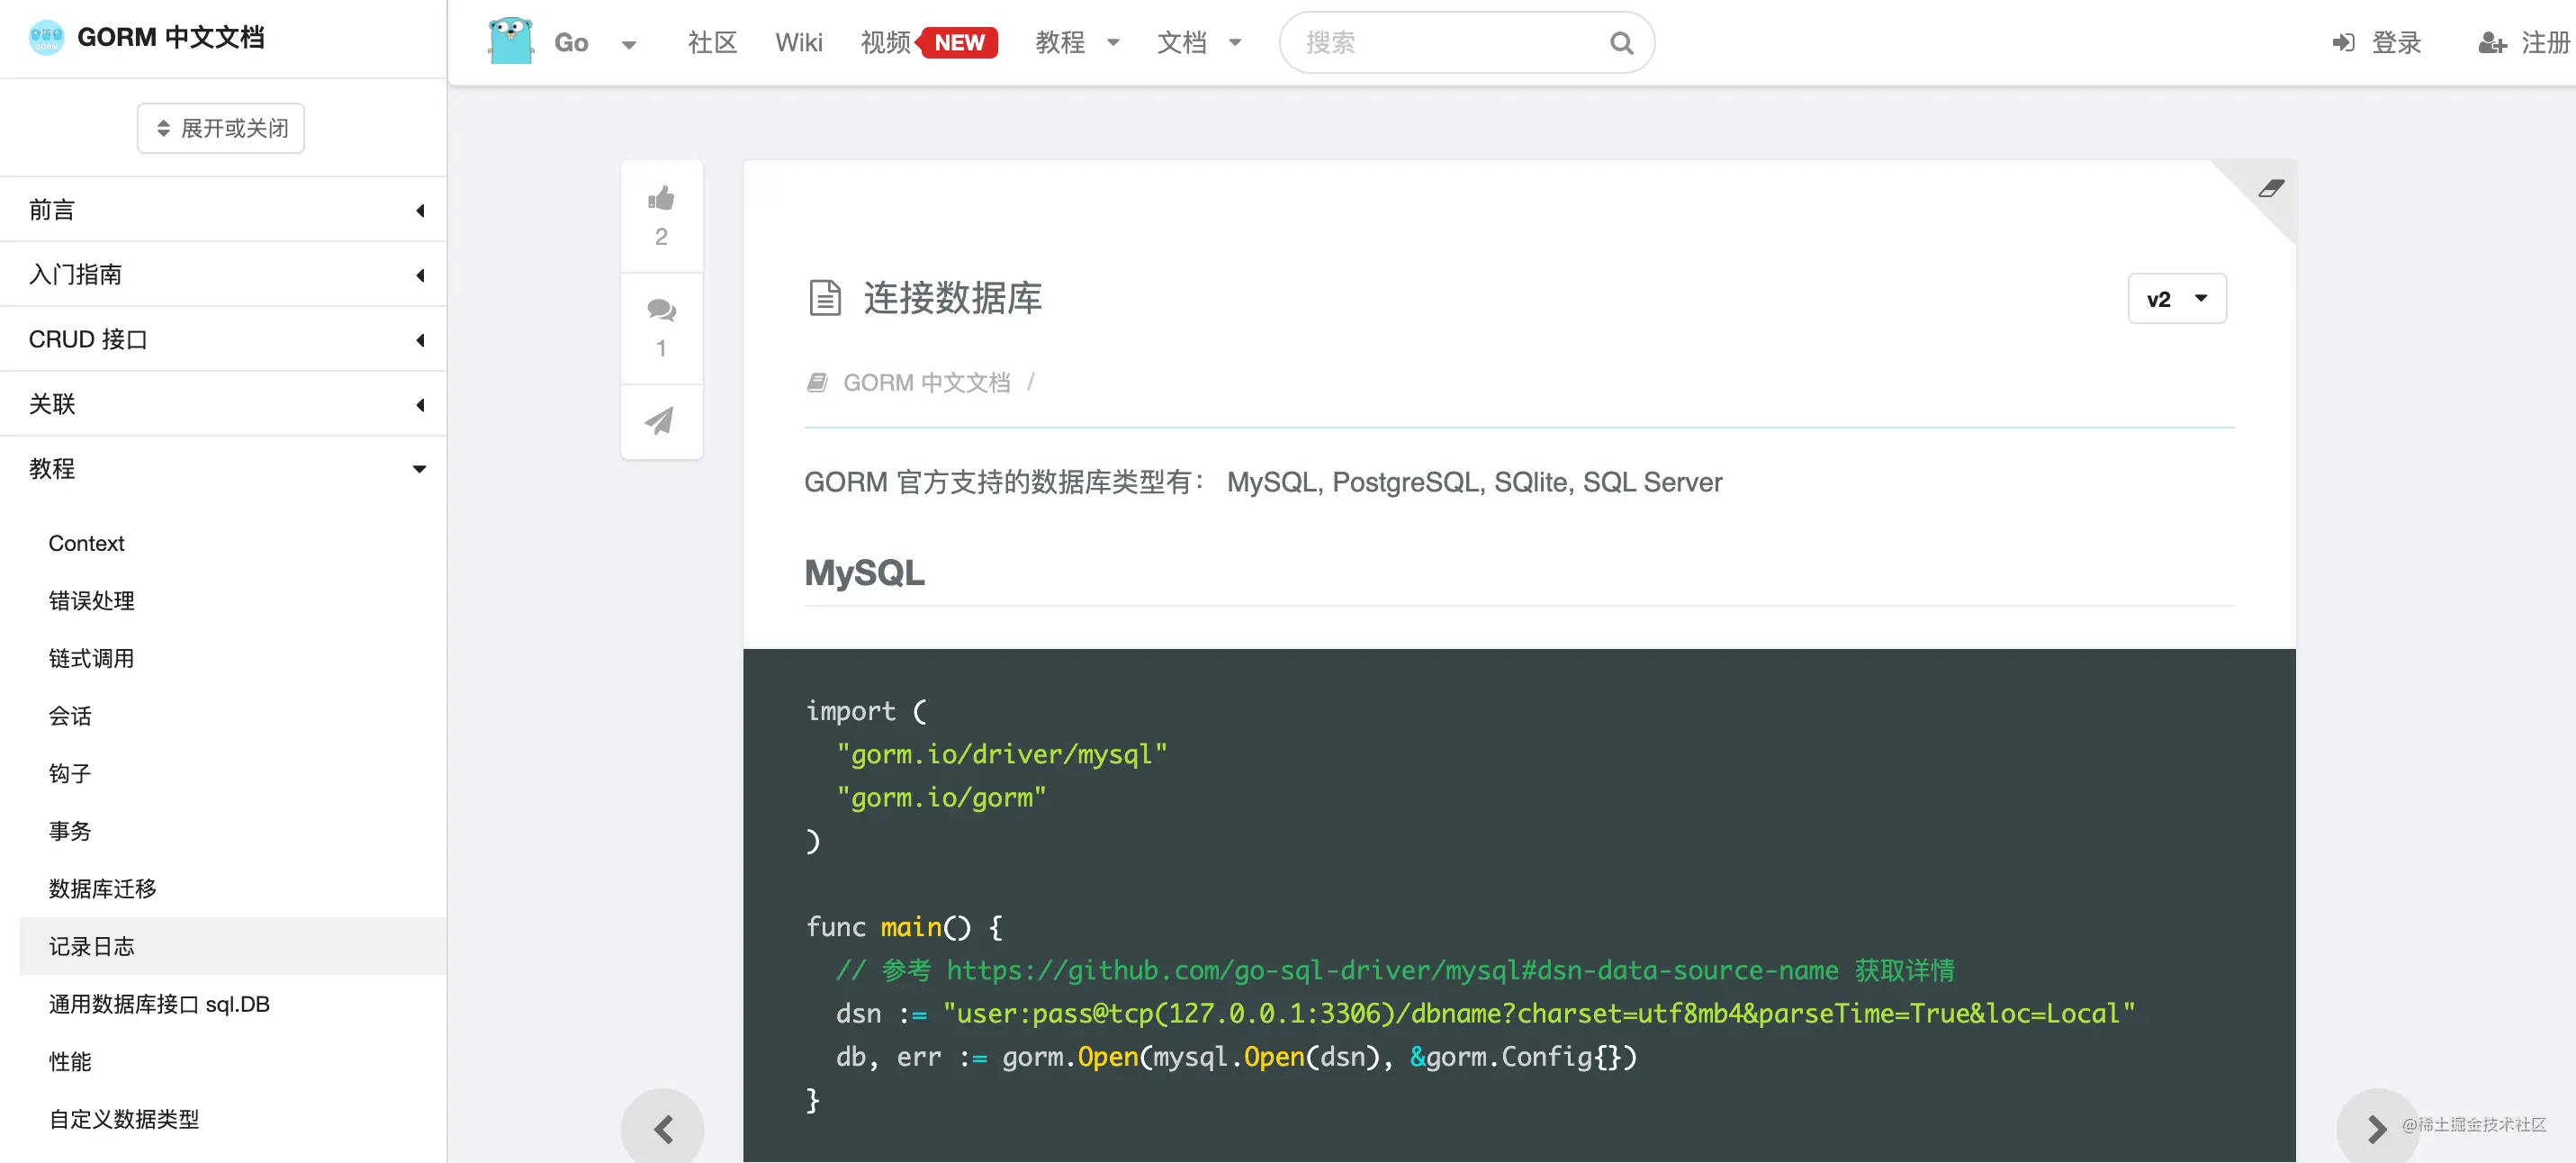 GORM 中文文档
Go
社区
Wiki
视频
NEW
教程
文档
搜索
登录
注册
展开或关闭
前言
入门指南
CRUD 接口
关联
教程
Context
错误处理
链式调用
会话
钩子
事务
数据库迁移
记录日志
通用数据库接口 sql.DB
性能
自定义数据类型
2
1
连接数据库
v2
GORM 中文文档 /
GORM 官方支持的数据库类型有： MySQL, PostgreSQL, SQlite, SQL Server
MySQL
import (
"gorm.io/driver/mysql"
"gorm.io/gorm"
)
func main() {
// 参考 https://github.com/go-sql-driver/mysql#dsn-data-source-name 获取详情
dsn := "user:pass@tcp(127.0.0.1:3306)/dbname?charset=utf8mb4&parseTime=True&loc=Local"
db, err := gorm.Open(mysql.Open(dsn), &gorm.Config{})
}
@稀土掘金技术社区